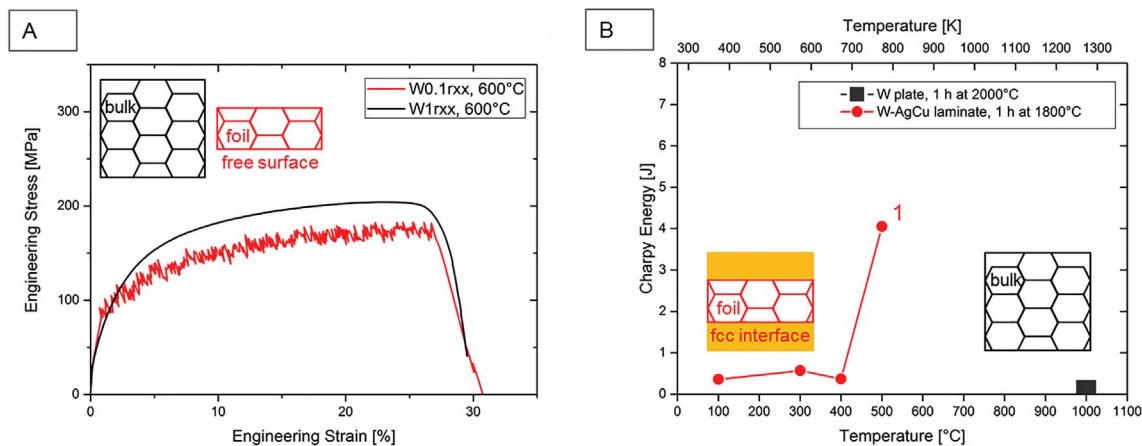 A
Engineering Stress [MPa]
300
200
100
0
0
10
20
30
Engineering Strain [%]
bulk
foil
free surface
W0.1rxx, 600°C
W1rxx, 600°C
B
Temperature [K]
300 400 500 600 700 800 900 1000 1100 1200 1300
Charpy Energy [J]
8
7
6
5
4
3
2
1
0
W plate, 1 h at 2000°C
W-AgCu laminate, 1 h at 1800°C
1
foil
fcc interface
bulk
0 100 200 300 400 500 600 700 800 900 1000 1100
Temperature [°C]